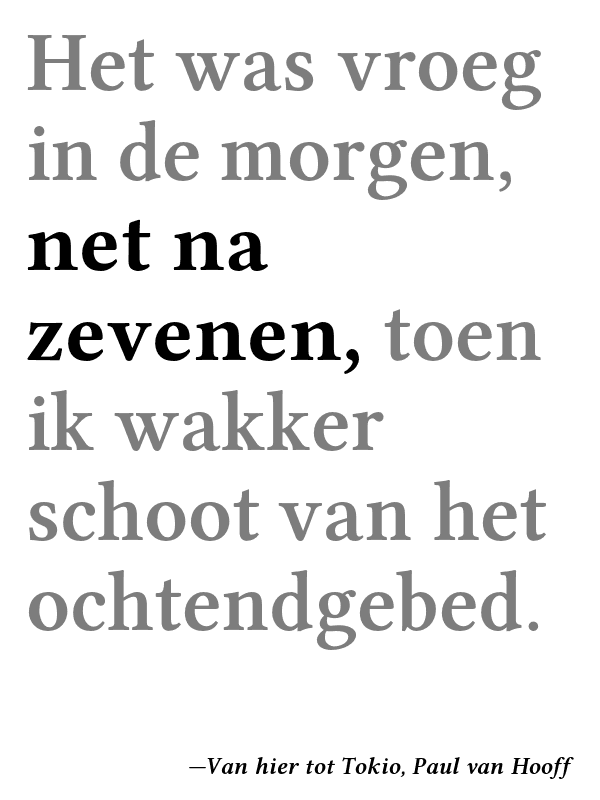 Het was vroeg
in de morgen,
net na
zevenen, toen
ik wakker
schoot van het
ochtendgebed.
—Van hier tot Tokio, Paul van Hooff